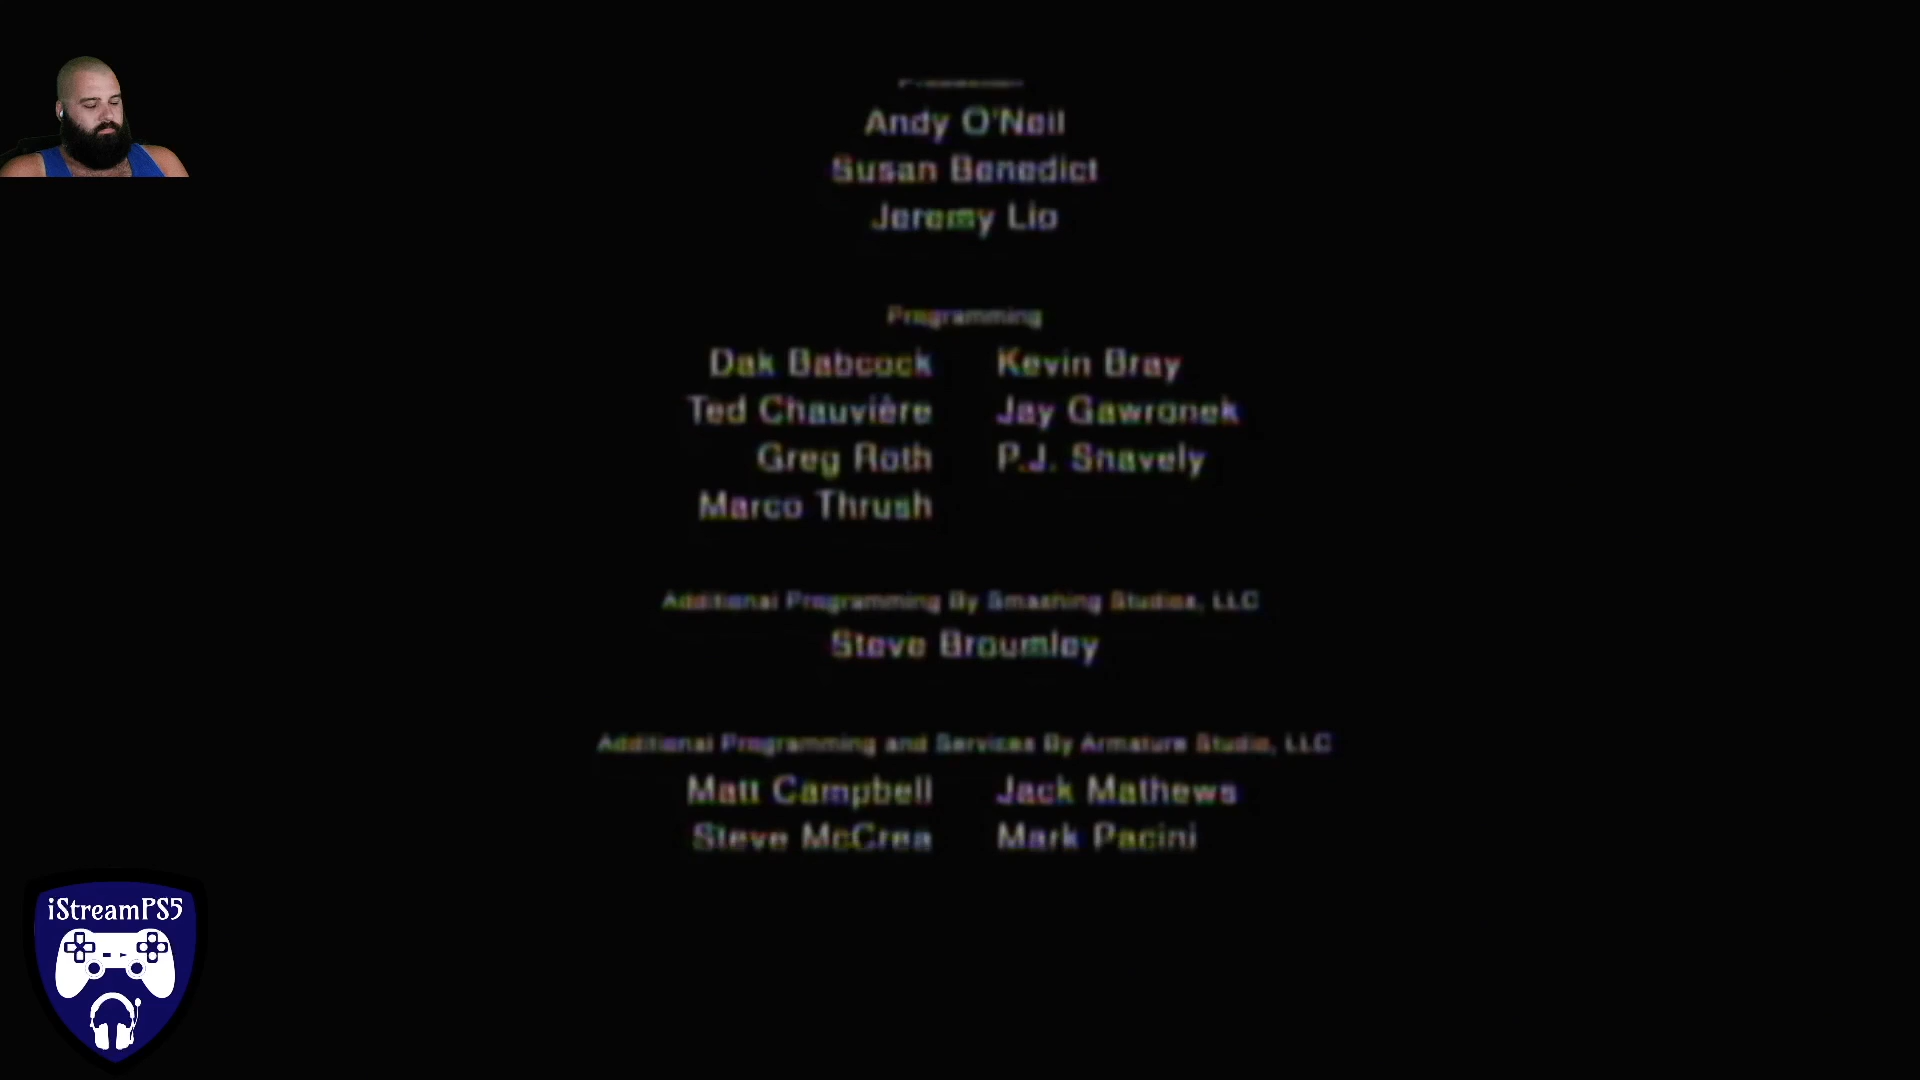 Andy O'Neil
Susan Benedict
Jeremy Lio
Programming
Dak Babcock
Kevin Bray
Ted Chauvière
Jay Gawronek
Greg Roth
P.J. Snavely
Marco Thrush
Additional Programming By Smashing Studios, LLC
Steve Broumley
Additional Programming and Services By Armature Studio, LLC
Matt Campbell
Jack Mathews
Steve McCrea
Mark Pacini
iStreamPS5